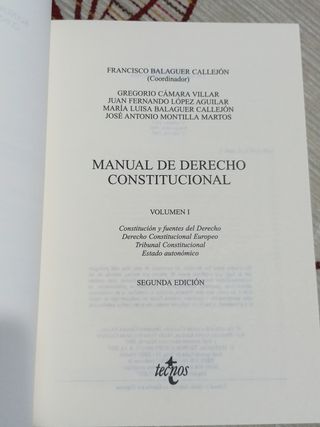 FRANCISCO BALAGUER CALLEJÓN
(Coordinador)
GREGORIO CÁMARA VILLAR
JUAN FERNANDO LÓPEZ AGUILAR
MARÍA LUISA BALAGUER CALLEJÓN
JOSÉ ANTONIO MONTILLA MARTOS
MANUAL DE DERECHO
CONSTITUCIONAL
VOLUMEN I
Constitución y fuentes del Derecho
Derecho Constitucional Europeo
Tribunal Constitucional
Estado autonómico
SEGUNDA EDICIÓN
tecnos